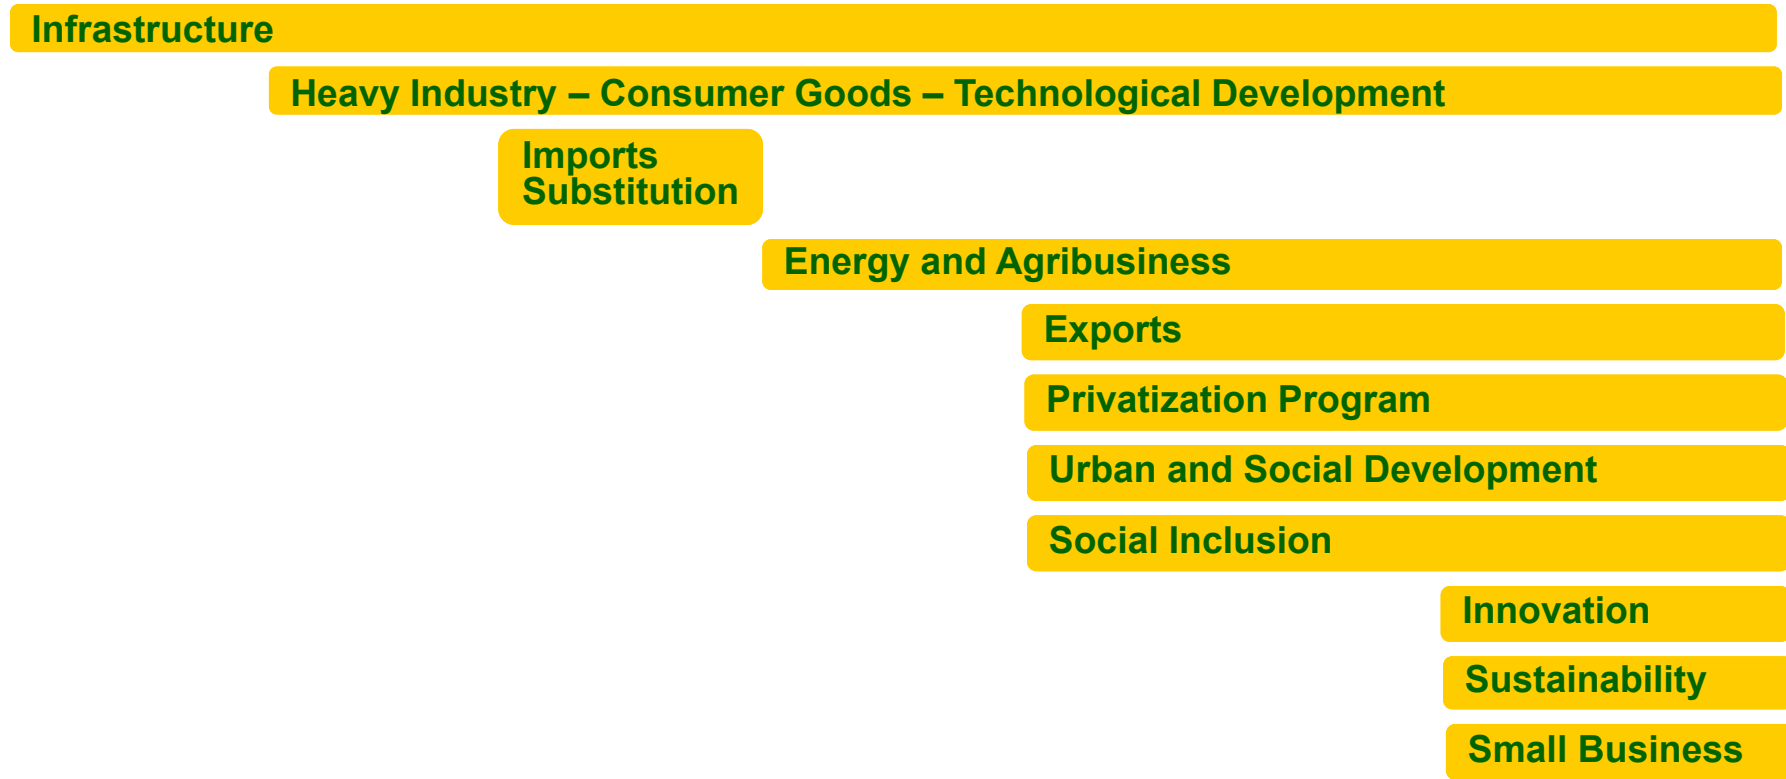 Infrastructure
Heavy Industry – Consumer Goods – Technological Development
Imports
Substitution
Energy and Agribusiness
Exports
Privatization Program
Urban and Social Development
Social Inclusion
Innovation
Sustainability
Small Business